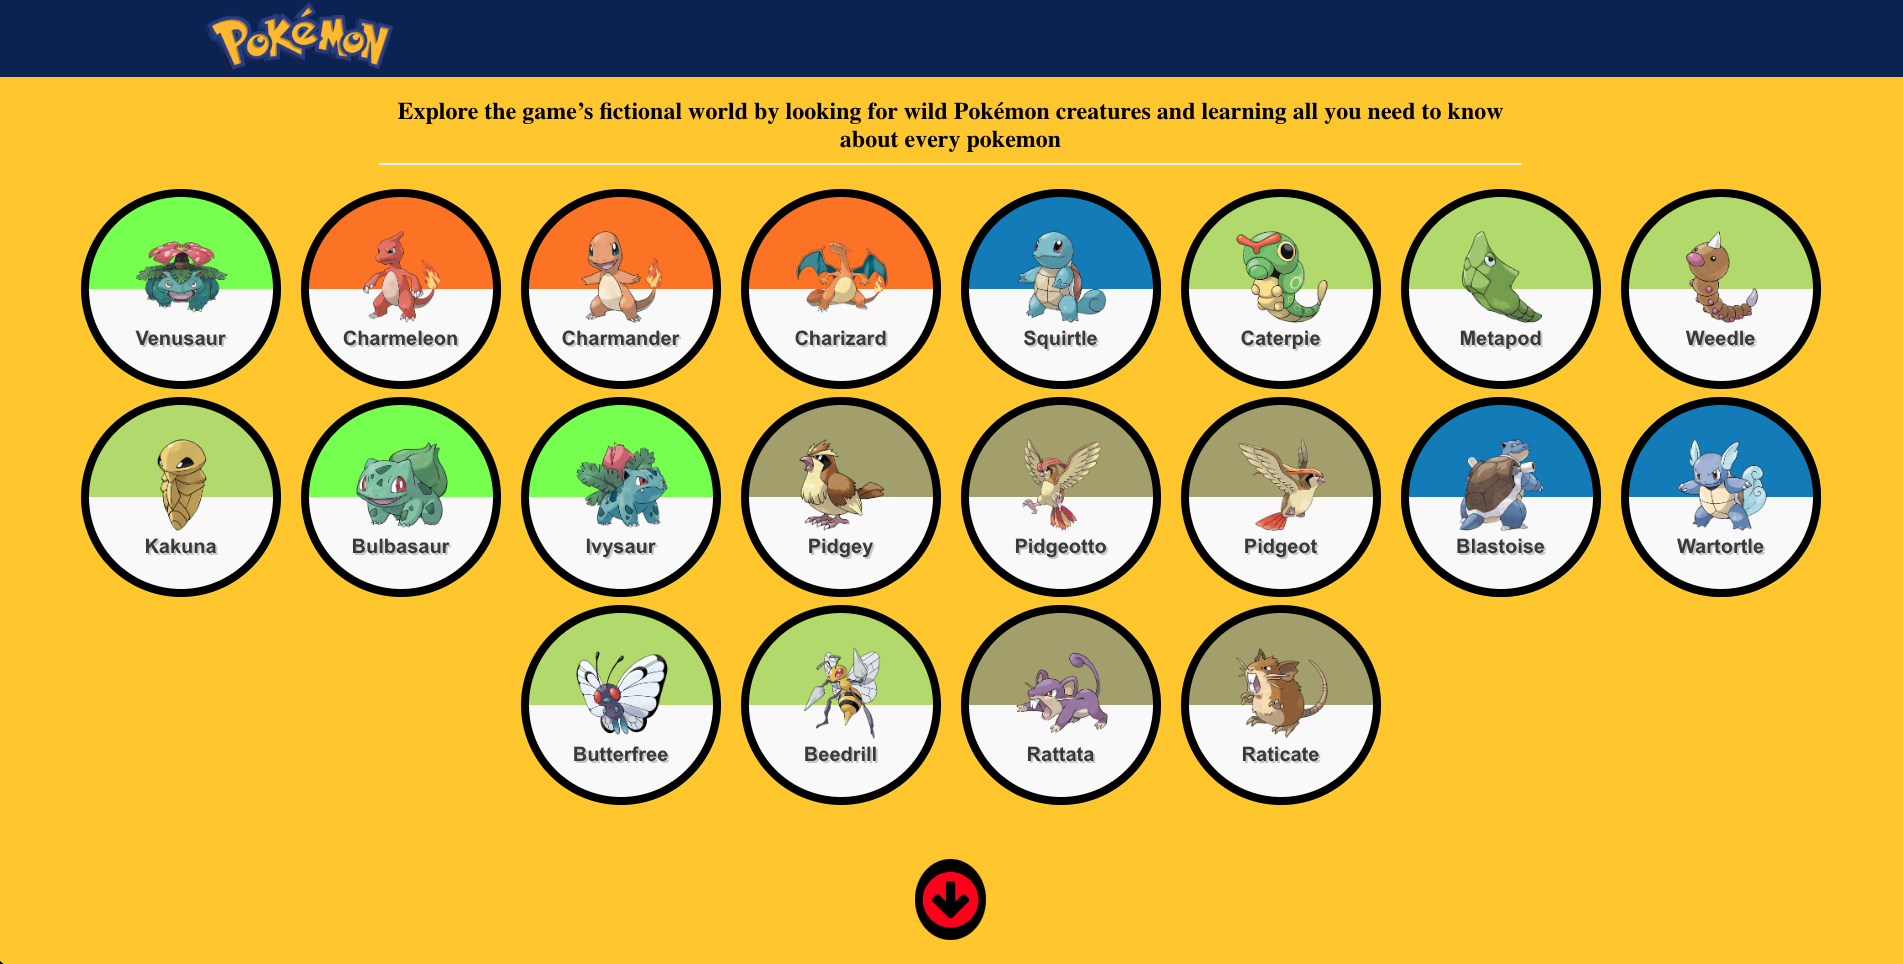 Pokémon
Explore the game’s fictional world by looking for wild Pokémon creatures and learning all you need to know
about every pokemon
Venusaur
Charmeleon
Charmander
Charizard
Squirtle
Caterpie
Metapod
Weedle
Kakuna
Bulbasaur
Ivysaur
Pidgey
Pidgeotto
Pidgeot
Blastoise
Wartortle
Butterfree
Beedrill
Rattata
Raticate